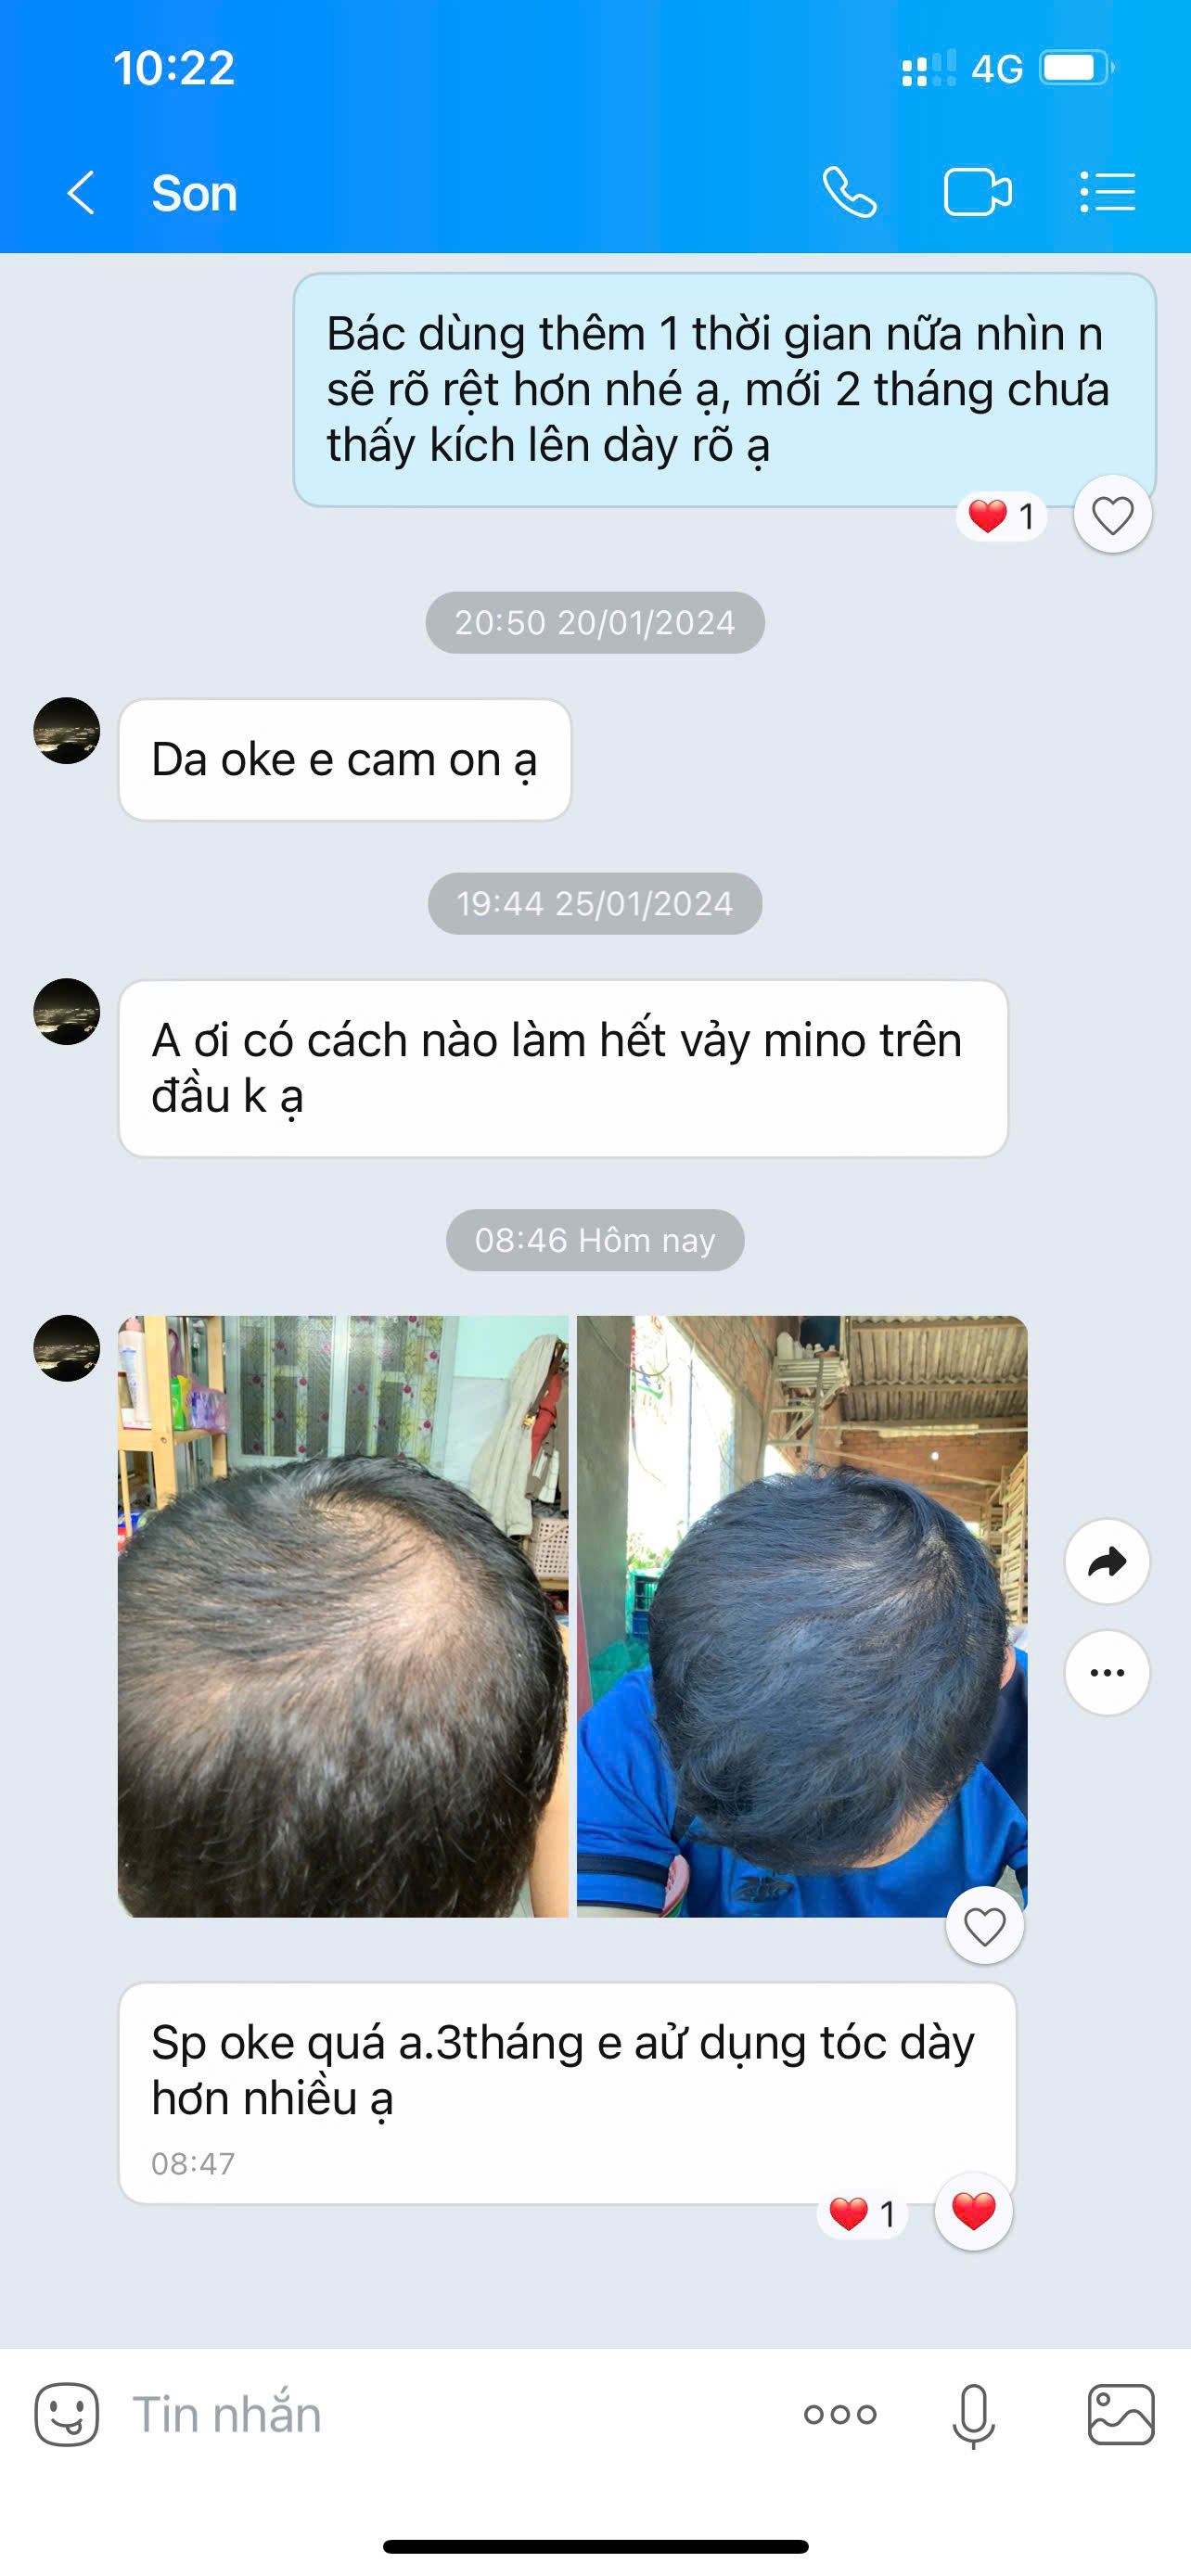 10:22
4G
Son
Bác dùng thêm 1 thời gian nữa nhìn n
sẽ rõ rệt hơn nhé ạ, mới 2 tháng chưa
thấy kích lên dày rõ ạ
1
20:50 20/01/2024
Da oke e cam on ạ
19:44 25/01/2024
A ơi có cách nào làm hết vảy mino trên
đầu k ạ
08:46 Hôm nay
Sp oke quá a.3tháng e aử dụng tóc dày
hơn nhiều ạ
08:47
1
Tin nhắn